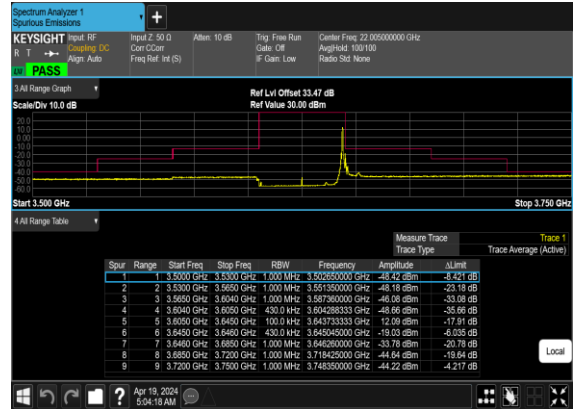 Spectrum Analyzer 1
Spurious Emissions
KEYSIGHT Input: RF Input Z: 50 Ω Atten: 10 dB Trig: Free Run Center Freq: 22.005000000 GHz
R T Coupling: DC Corr CCorr Gate: Off Avg|Hold: 100/100
Align: Auto Freq Ref: Int (S) IF Gain: Low Radio Std: None
PASS
3 All Range Graph
Ref Lvl Offset 33.47 dB
Scale/Div 10.0 dB Ref Value 30.00 dBm
20.0
10.0
0.00
-10.0
-20.0
-30.0
-40.0
-50.0
-60.0
Start 3.500 GHz Stop 3.750 GHz
4 All Range Table
Measure Trace Trace 1
Trace Type Trace Average (Active)
Spur Range Start Freq Stop Freq RBW Frequency Amplitude ΔLimit
1 1 3.5000 GHz 3.5300 GHz 1.000 MHz 3.502650000 GHz -48.42 dBm -8.421 dB
2 2 3.5300 GHz 3.5650 GHz 1.000 MHz 3.551350000 GHz -48.18 dBm -23.18 dB
3 3 3.5650 GHz 3.6040 GHz 1.000 MHz 3.587360000 GHz -46.08 dBm -33.08 dB
4 4 3.6040 GHz 3.6050 GHz 430.0 kHz 3.604288333 GHz -48.66 dBm -35.66 dB
5 5 3.6050 GHz 3.6450 GHz 100.0 kHz 3.643733333 GHz 12.09 dBm -17.91 dB
6 6 3.6450 GHz 3.6460 GHz 430.0 kHz 3.645045000 GHz -19.03 dBm -6.035 dB
7 7 3.6460 GHz 3.6850 GHz 1.000 MHz 3.646260000 GHz -33.78 dBm -20.78 dB
8 8 3.6850 GHz 3.7200 GHz 1.000 MHz 3.718425000 GHz -44.64 dBm -19.64 dB
9 9 3.7200 GHz 3.7500 GHz 1.000 MHz 3.748350000 GHz -44.22 dBm -4.217 dB
Local
Apr 19, 2024
5:04:18 AM